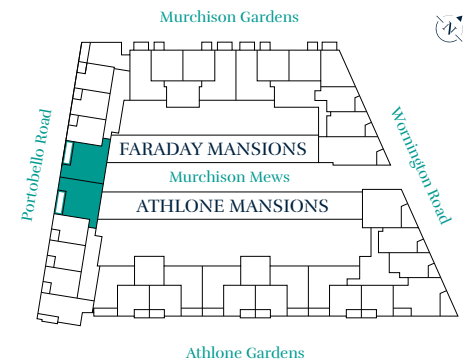 Murchison Gardens
N
Portobello Road
FARADAY MANSIONS
Murchison Mews
ATHLONE MANSIONS
Wornington Road
Athlone Gardens